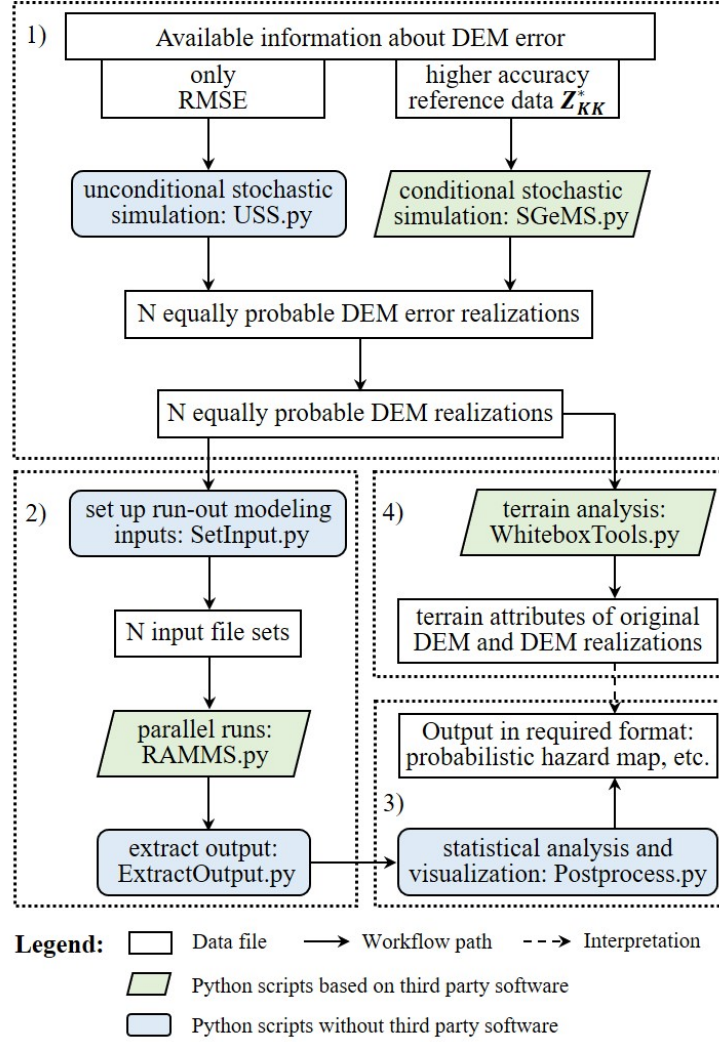 1)
Available information about DEM error
only
RMSE
higher accuracy
reference data Z*KK
unconditional stochastic
simulation: USS.py
conditional stochastic
simulation: SGeMS.py
N equally probable DEM error realizations
N equally probable DEM realizations
2)
set up run-out modeling
inputs: SetInput.py
N input file sets
parallel runs:
RAMMS.py
extract output:
ExtractOutput.py
4)
terrain analysis:
WhiteboxTools.py
terrain attributes of original
DEM and DEM realizations
Output in required format:
probabilistic hazard map, etc.
3)
statistical analysis and
visualization: Postprocess.py
Legend:
Data file
Workflow path
Interpretation
Python scripts based on third party software
Python scripts without third party software